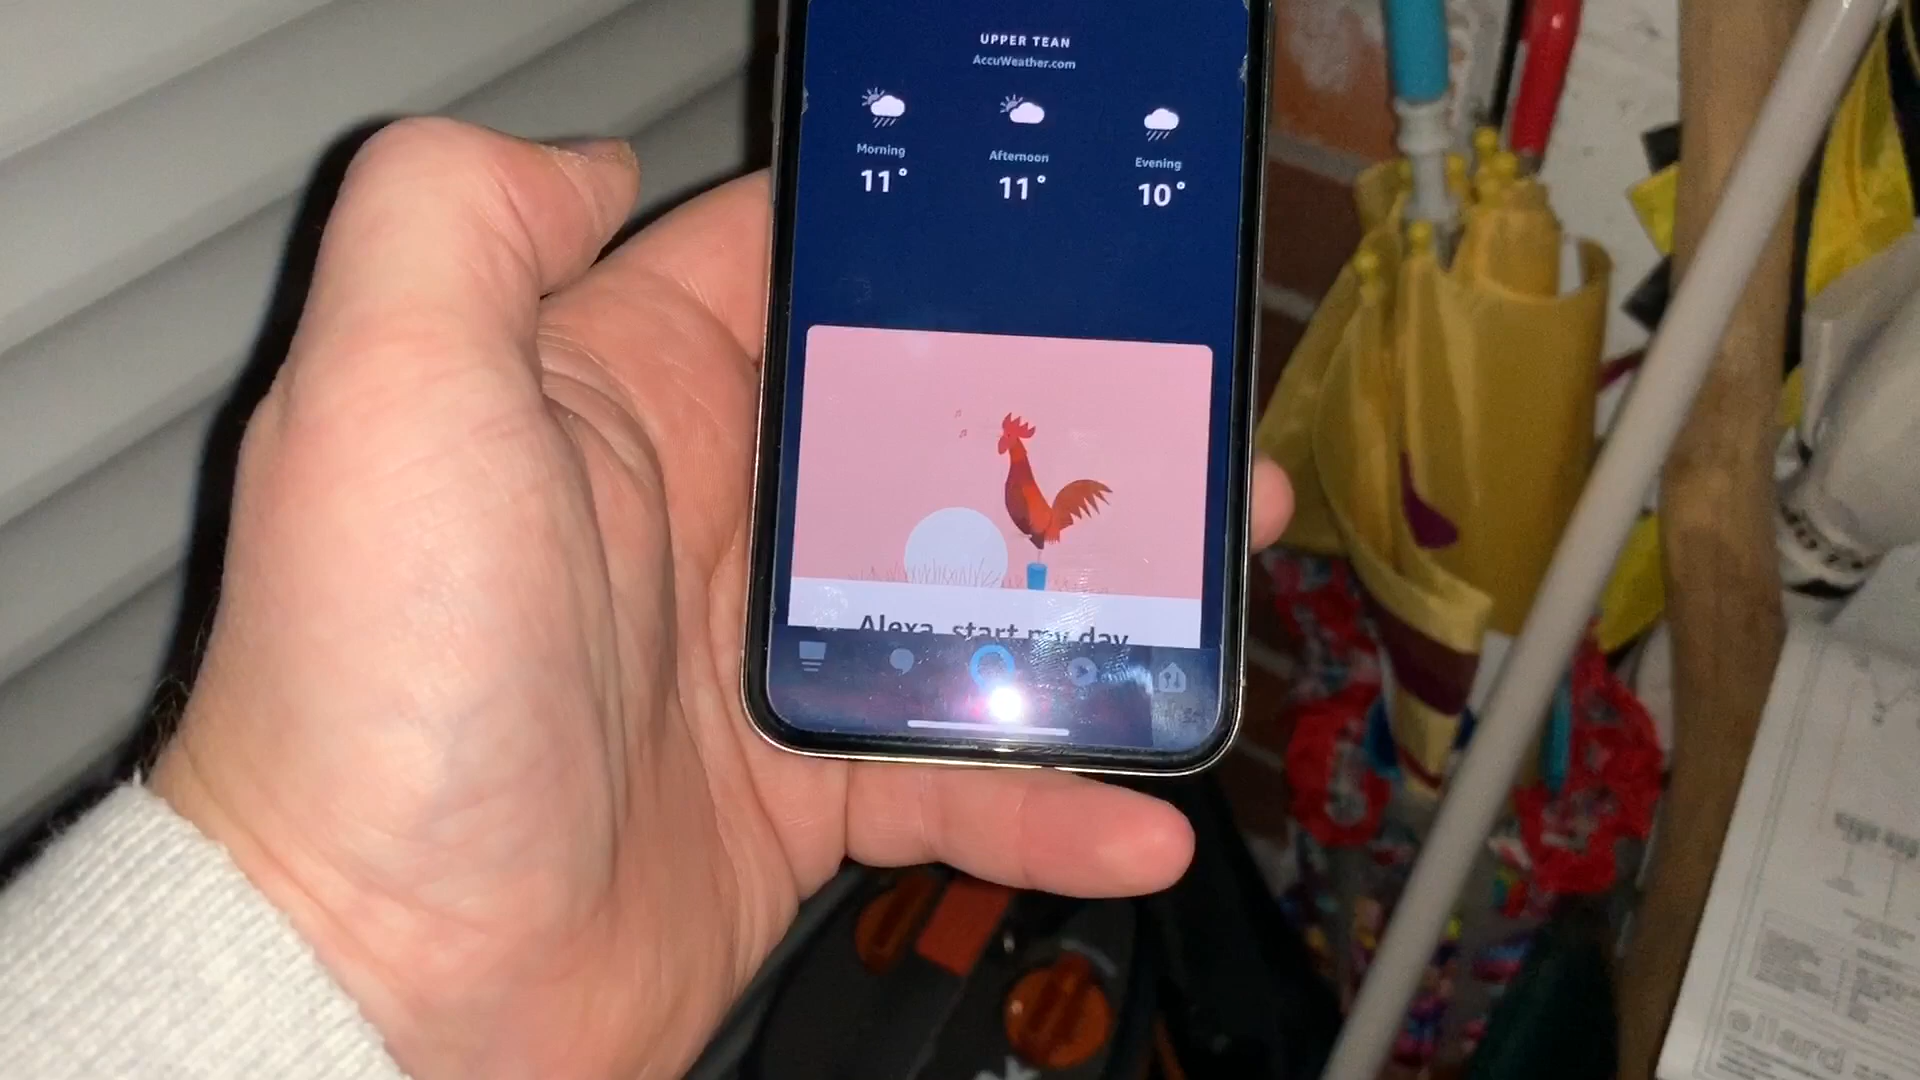 UPPER TEAN
AccuWeather.com
Morning Afternoon Evening
11° 11° 10°
Alexa, start my day